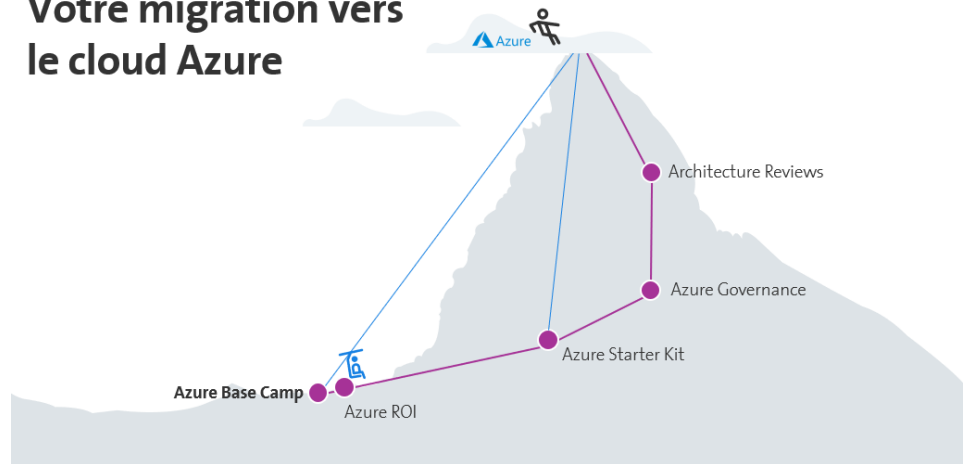 Votre migration vers
le cloud Azure
Azure
Architecture Reviews
Azure Governance
Azure Starter Kit
Azure Base Camp
Azure ROI